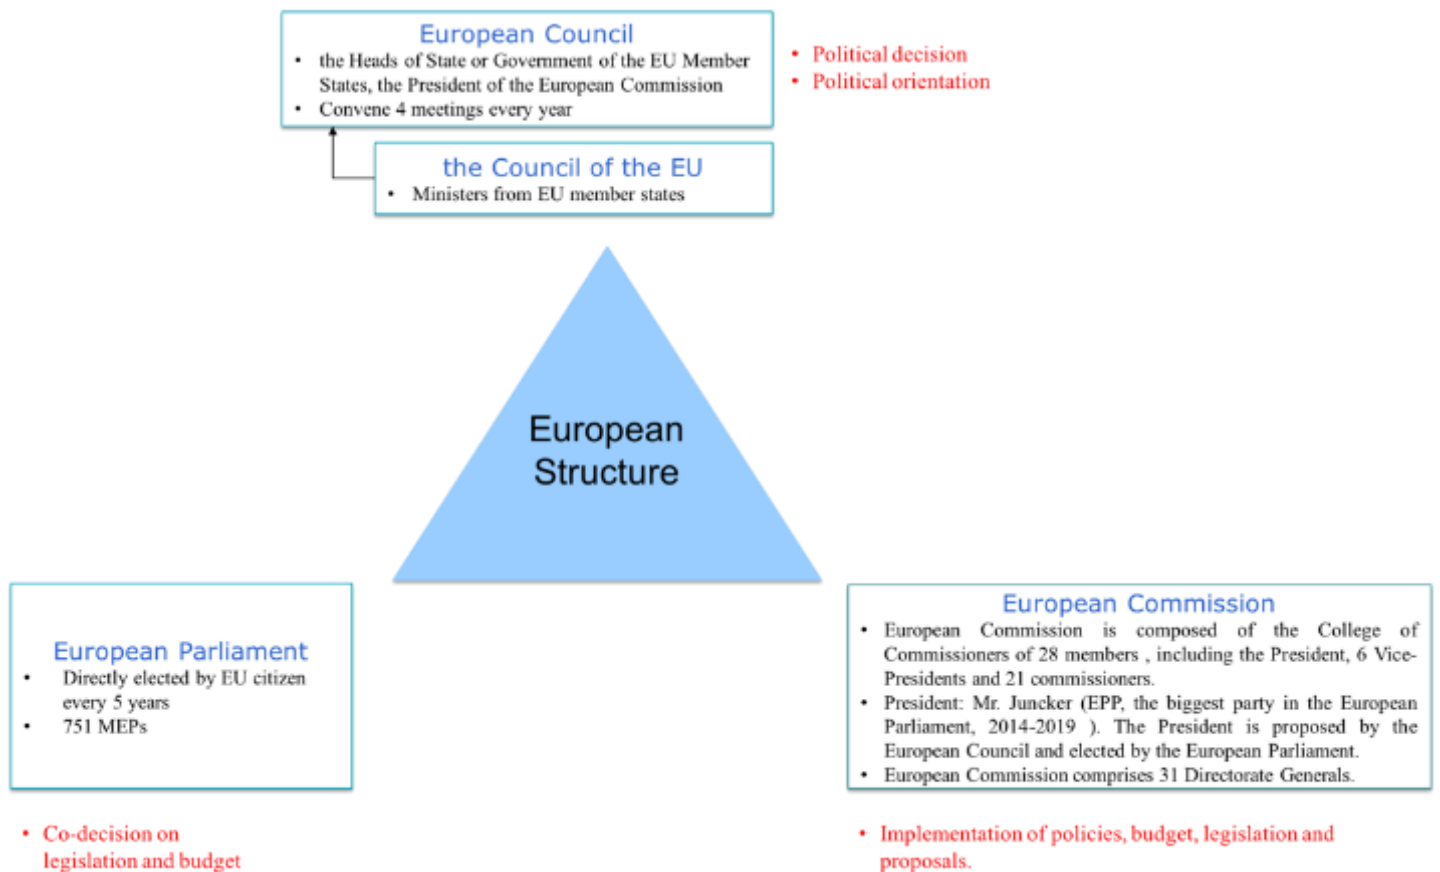 European Council
• the Heads of State or Government of the EU Member
States, the President of the European Commission
• Convene 4 meetings every year
• Political decision
• Political orientation
the Council of the EU
• Ministers from EU member states
European
Structure
European Parliament
• Directly elected by EU citizen
every 5 years
• 751 MEPs
• Co-decision on
legislation and budget
European Commission
• European Commission is composed of the College of
Commissioners of 28 members , including the President, 6 Vice-
Presidents and 21 commissioners.
• President: Mr. Juncker (EPP, the biggest party in the European
Parliament, 2014-2019 ). The President is proposed by the
European Council and elected by the European Parliament.
• European Commission comprises 31 Directorate Generals.
• Implementation of policies, budget, legislation and
proposals.